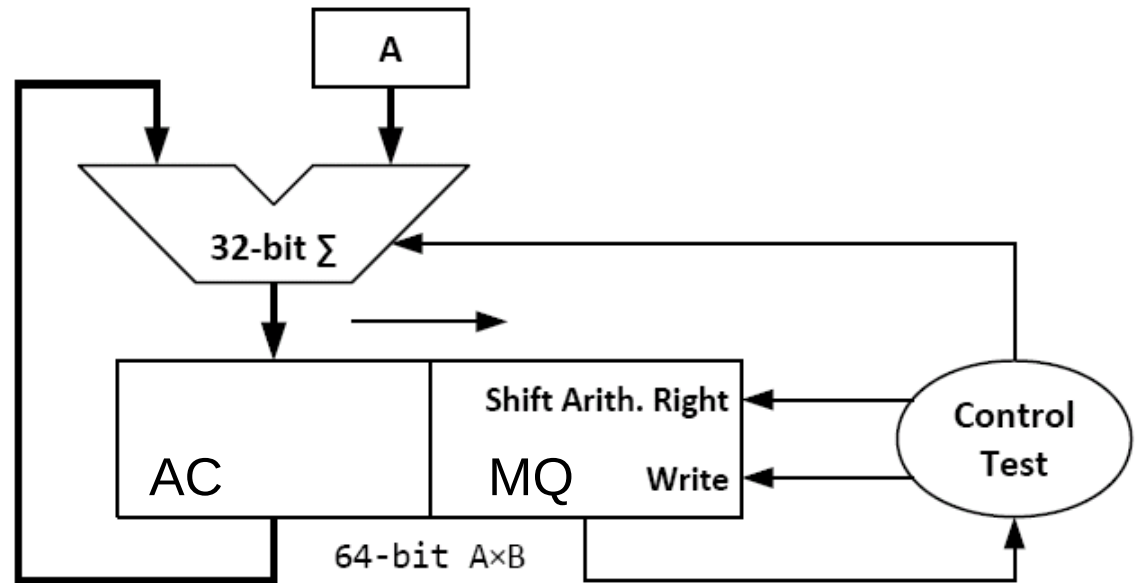 A
32-bit ∑
Shift Arith. Right
AC
MQ
Write
64-bit A×B
Control
Test